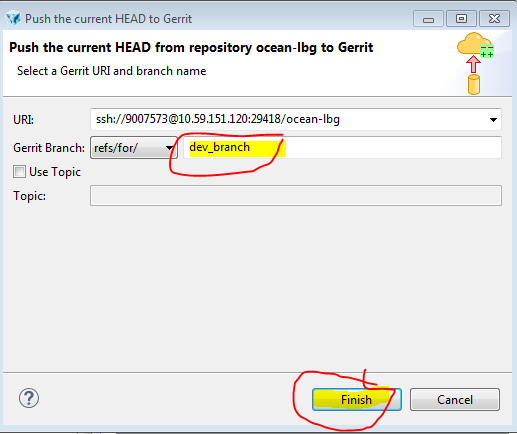 Push the current HEAD to Gerrit
Push the current HEAD from repository ocean-lbg to Gerrit
Select a Gerrit URI and branch name
URI: ssh://9007573@10.59.151.120:29418/ocean-lbg
Gerrit Branch: refs/for/ dev_branch
Use Topic
Topic:
? Finish Cancel